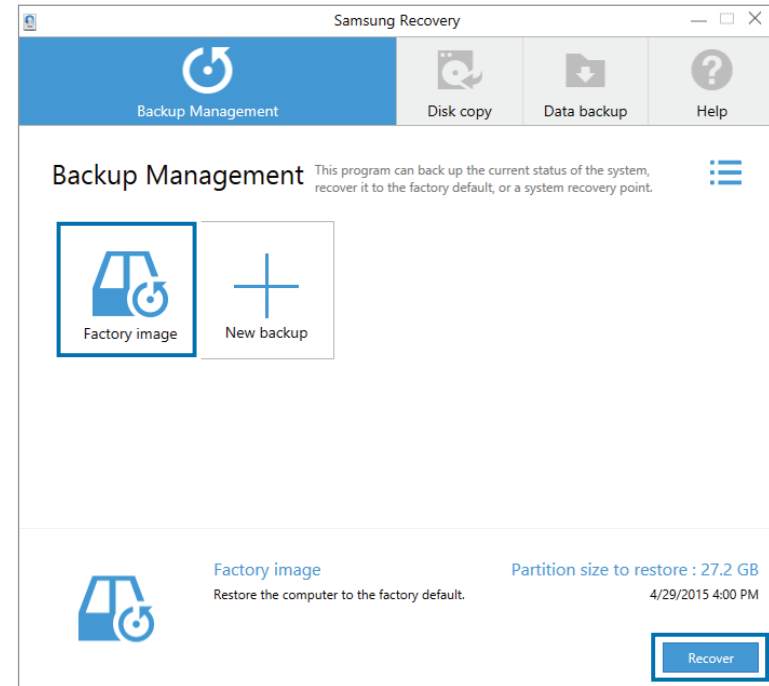 Samsung Recovery
Backup Management
Disk copy
Data backup
Help
Backup Management
This program can back up the current status of the system,
recover it to the factory default, or a system recovery point.
Factory image
New backup
Factory image
Partition size to restore : 27.2 GB
Restore the computer to the factory default.
4/29/2015 4:00 PM
Recover